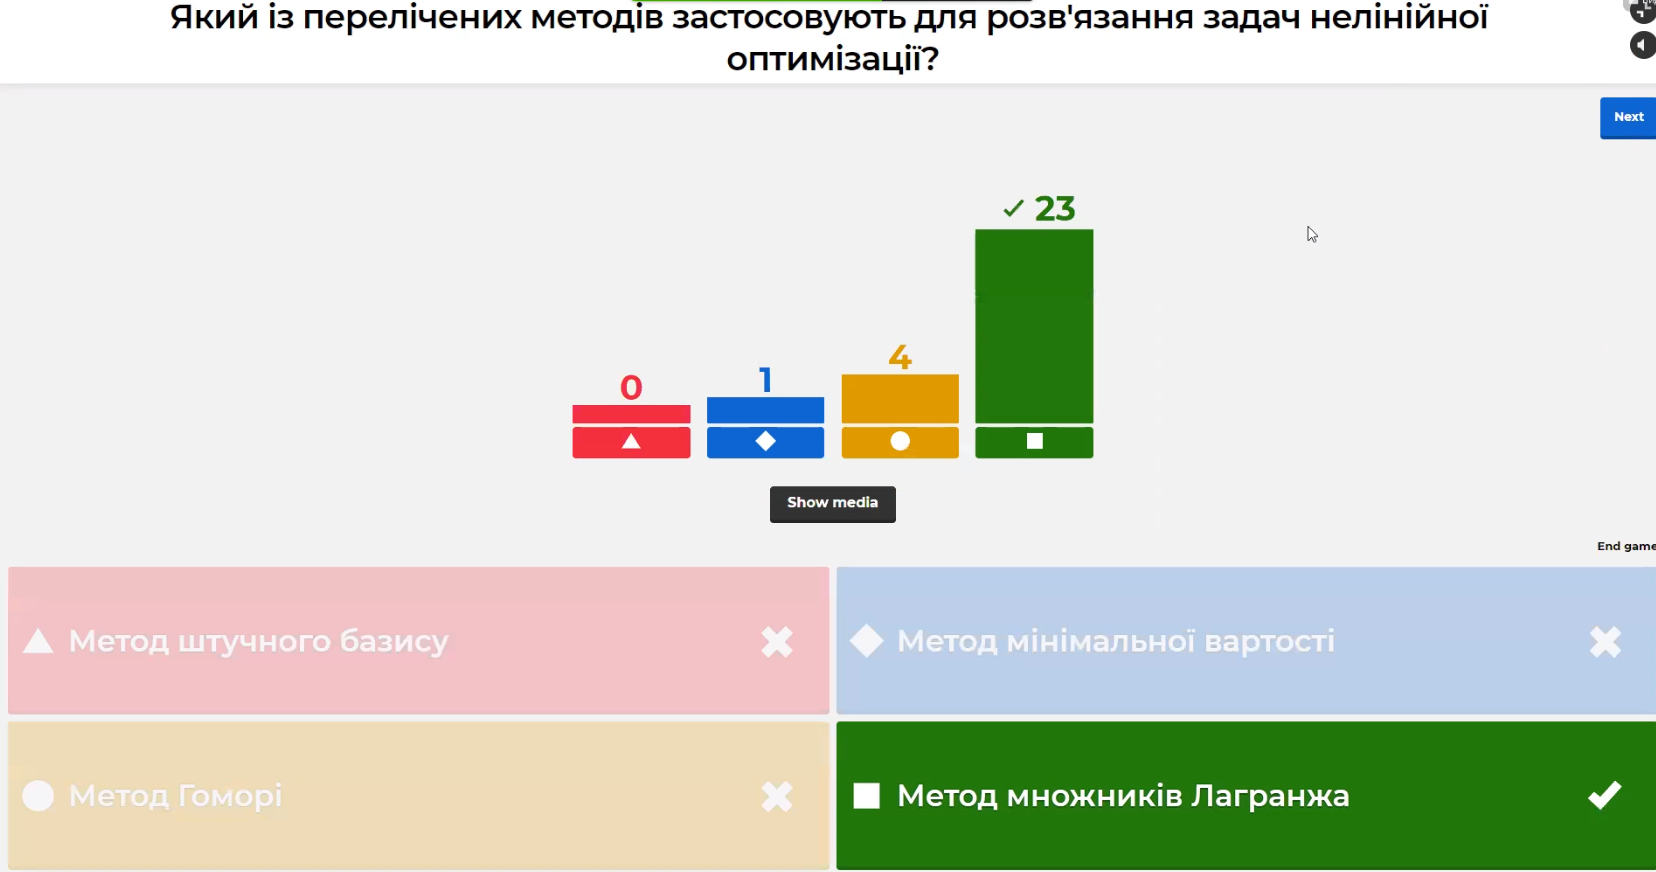 Який із перелічених методів застосовують для розв'язання задач нелінійної
оптимізації?
Next
23
4
1
0
Show media
End game
Метод штучного базису
Метод мінімальної вартості
Метод Гоморі
Метод множників Лагранжа